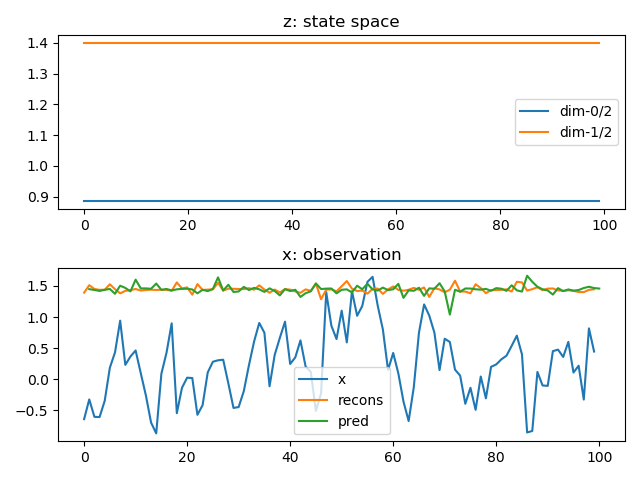 z: state space
1.4
1.3
1.2
1.1
1.0
0.9
dim-0/2
dim-1/2
0 20 40 60 80 100
x: observation
1.5
1.0
0.5
0.0
−0.5
x
recons
pred
0 20 40 60 80 100